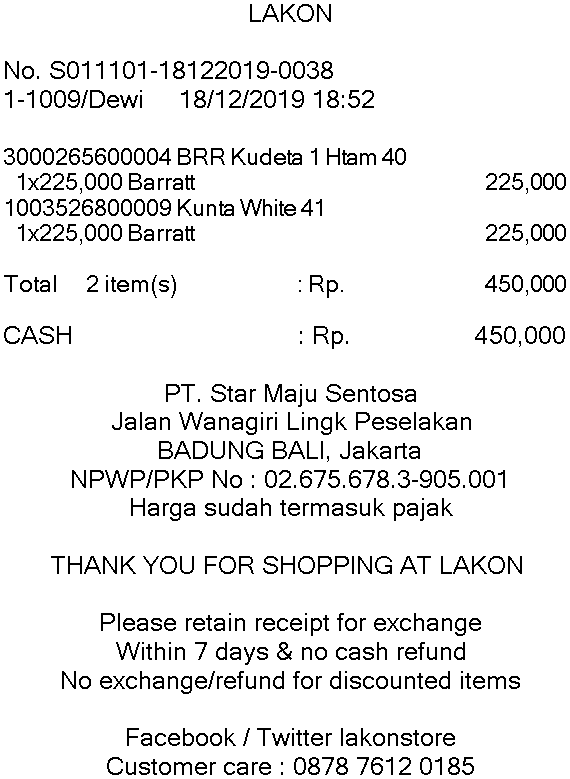 LAKON
No. S011101-18122019-0038
1-1009/Dewi 18/12/2019 18:52
3000265600004 BRR Kudeta 1 Htam 40
1x225,000 Barratt 225,000
1003526800009 Kunta White 41
1x225,000 Barratt 225,000
Total 2 item(s) : Rp. 450,000
CASH : Rp. 450,000
PT. Star Maju Sentosa
Jalan Wanagiri Lingk Peselakan
BADUNG BALI, Jakarta
NPWP/PKP No : 02.675.678.3-905.001
Harga sudah termasuk pajak
THANK YOU FOR SHOPPING AT LAKON
Please retain receipt for exchange
Within 7 days & no cash refund
No exchange/refund for discounted items
Facebook / Twitter lakonstore
Customer care : 0878 7612 0185